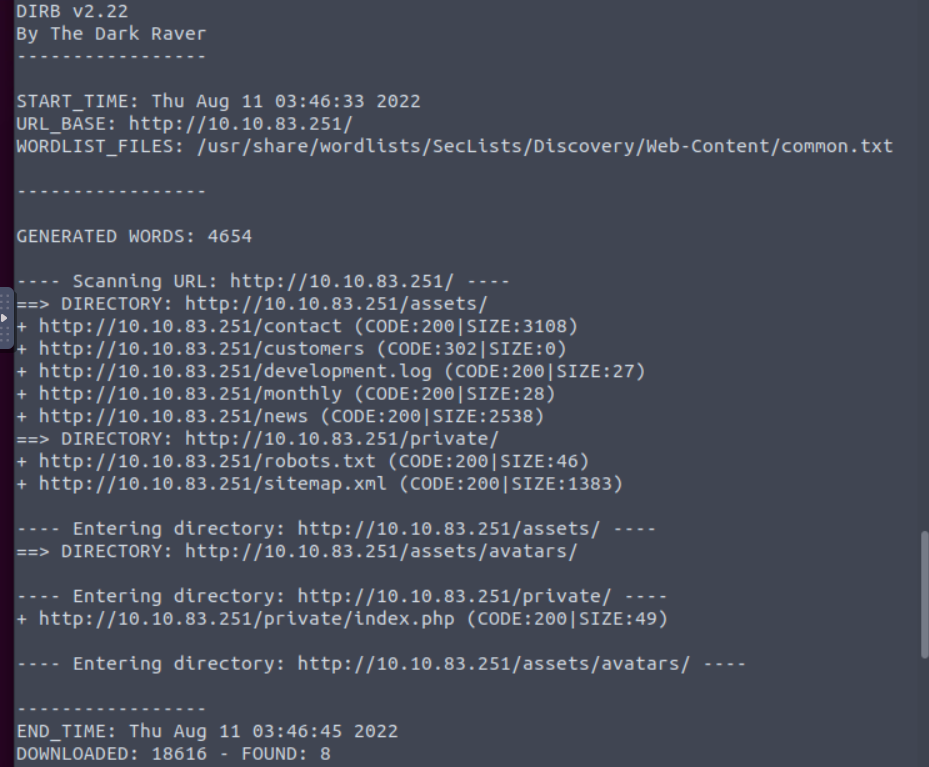 DIRB v2.22
By The Dark Raver
-----------------
START_TIME: Thu Aug 11 03:46:33 2022
URL_BASE: http://10.10.83.251/
WORDLIST_FILES: /usr/share/wordlists/SecLists/Discovery/Web-Content/common.txt
-----------------
GENERATED WORDS: 4654
---- Scanning URL: http://10.10.83.251/ ----
==> DIRECTORY: http://10.10.83.251/assets/
+ http://10.10.83.251/contact (CODE:200|SIZE:3108)
+ http://10.10.83.251/customers (CODE:302|SIZE:0)
+ http://10.10.83.251/development.log (CODE:200|SIZE:27)
+ http://10.10.83.251/monthly (CODE:200|SIZE:28)
+ http://10.10.83.251/news (CODE:200|SIZE:2538)
==> DIRECTORY: http://10.10.83.251/private/
+ http://10.10.83.251/robots.txt (CODE:200|SIZE:46)
+ http://10.10.83.251/sitemap.xml (CODE:200|SIZE:1383)
---- Entering directory: http://10.10.83.251/assets/ ----
==> DIRECTORY: http://10.10.83.251/assets/avatars/
---- Entering directory: http://10.10.83.251/private/ ----
+ http://10.10.83.251/private/index.php (CODE:200|SIZE:49)
---- Entering directory: http://10.10.83.251/assets/avatars/ ----
-----------------
END_TIME: Thu Aug 11 03:46:45 2022
DOWNLOADED: 18616 - FOUND: 8